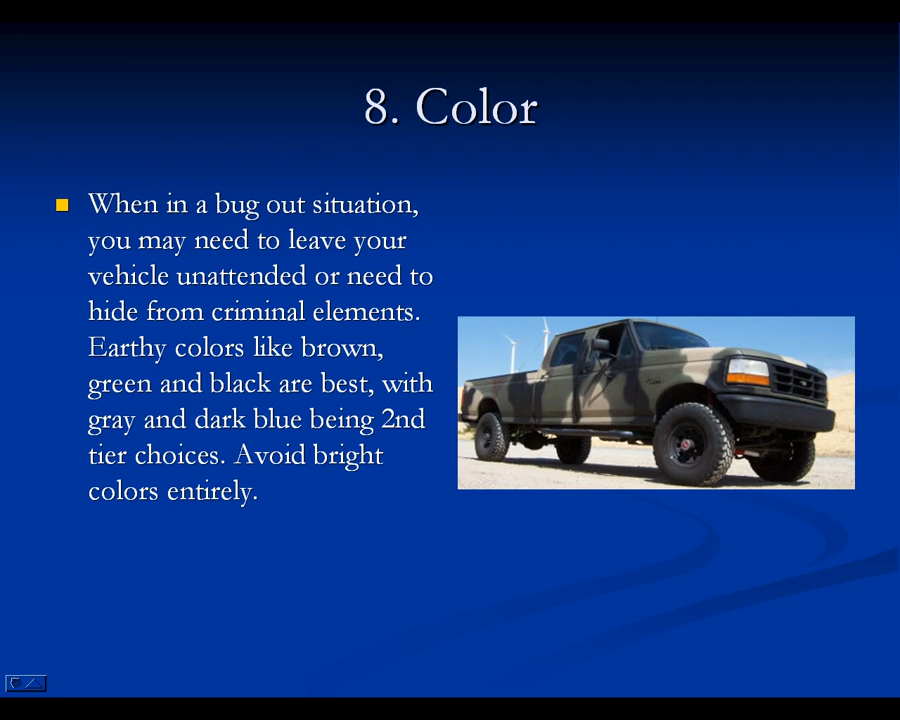 8. Color
When in a bug out situation,
you may need to leave your
vehicle unattended or need to
hide from criminal elements.
Earthy colors like brown,
green and black are best, with
gray and dark blue being 2nd
tier choices. Avoid bright
colors entirely.